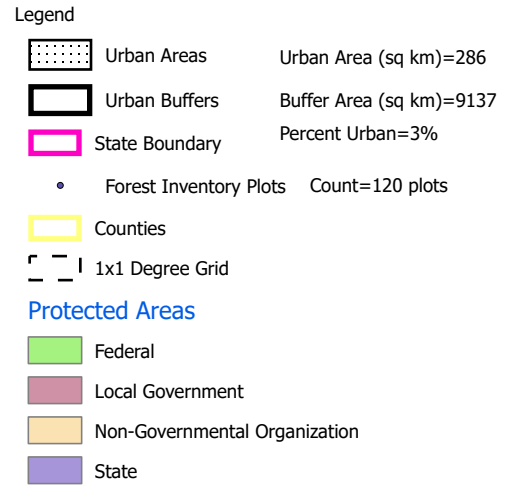 Legend
Urban Areas Urban Area (sq km)=286
Urban Buffers Buffer Area (sq km)=9137
State Boundary Percent Urban=3%
Forest Inventory Plots Count=120 plots
Counties
1x1 Degree Grid
Protected Areas
Federal
Local Government
Non-Governmental Organization
State